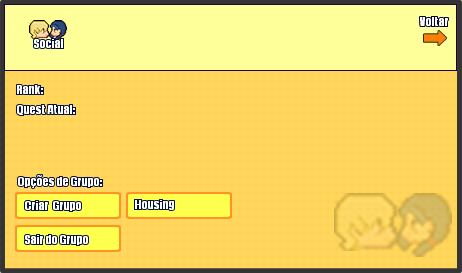 Voltar
Social
Rank:
Quest Atual:
Opções de Grupo:
Criar Grupo
Housing
Sair do Grupo